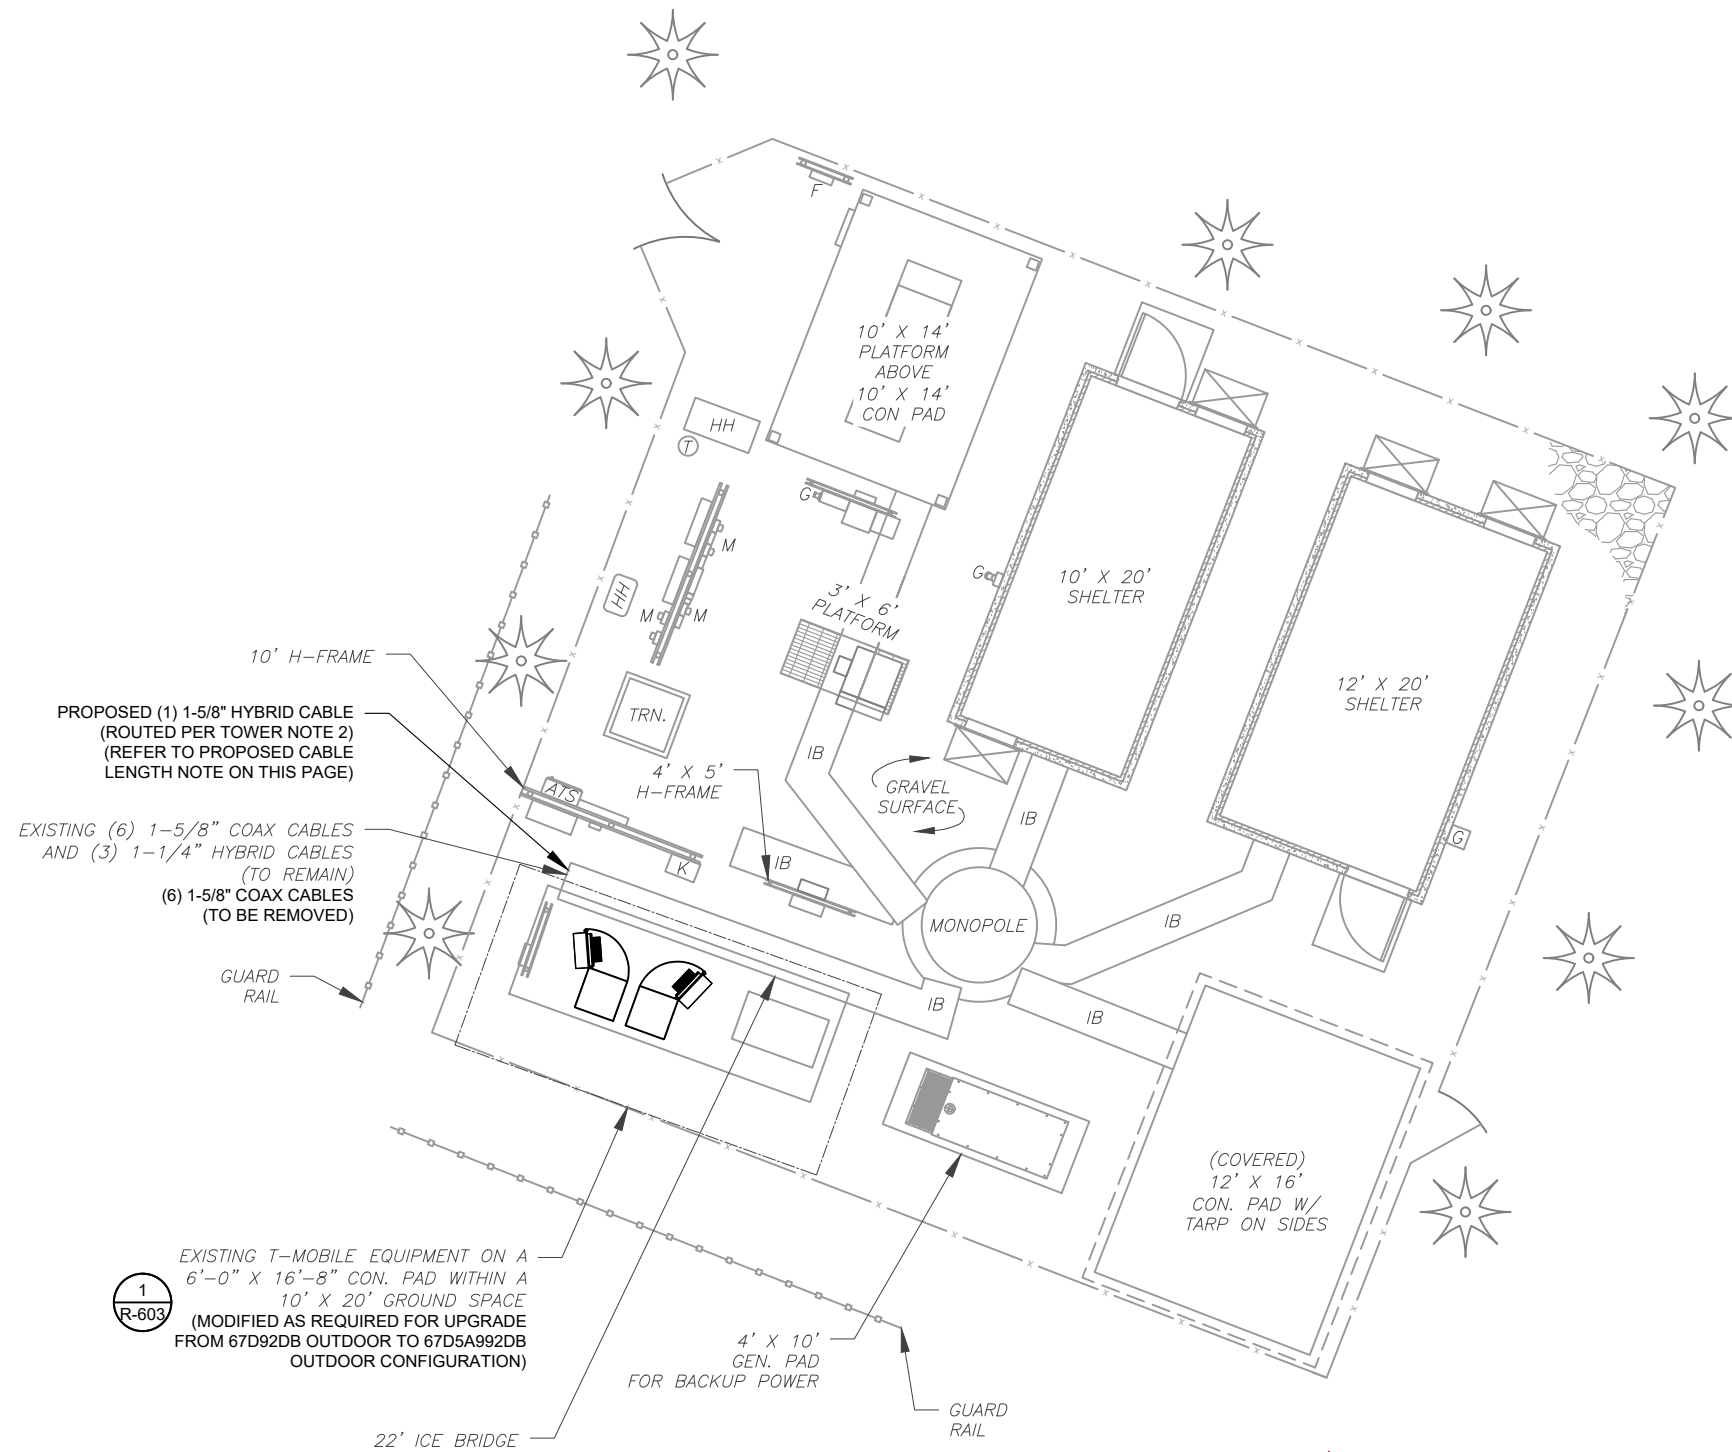 F
10' X 14'
PLATFORM
ABOVE
10' X 14'
CON PAD
HH
T
G
M
M
M
HH
G
10' X 20'
SHELTER
3' X 6'
PLATFORM
12' X 20'
SHELTER
10' H-FRAME
PROPOSED (1) 1-5/8" HYBRID CABLE
(ROUTED PER TOWER NOTE 2)
(REFER TO PROPOSED CABLE
LENGTH NOTE ON THIS PAGE)
TRN.
IB
4' X 5'
H-FRAME
GRAVEL
SURFACE
ATS
IB
EXISTING (6) 1-5/8" COAX CABLES
AND (3) 1-1/4" HYBRID CABLES
(TO REMAIN)
(6) 1-5/8" COAX CABLES
(TO BE REMOVED)
K
IB
G
MONOPOLE
IB
GUARD
RAIL
IB
IB
(COVERED)
12' X 16'
CON. PAD W/
TARP ON SIDES
EXISTING T-MOBILE EQUIPMENT ON A
6'-0" X 16'-8" CON. PAD WITHIN A
10' X 20' GROUND SPACE
(MODIFIED AS REQUIRED FOR UPGRADE
FROM 67D92DB OUTDOOR TO 67D5A992DB
OUTDOOR CONFIGURATION)
1
R-603
4' X 10'
GEN. PAD
FOR BACKUP POWER
GUARD
RAIL
22' ICE BRIDGE